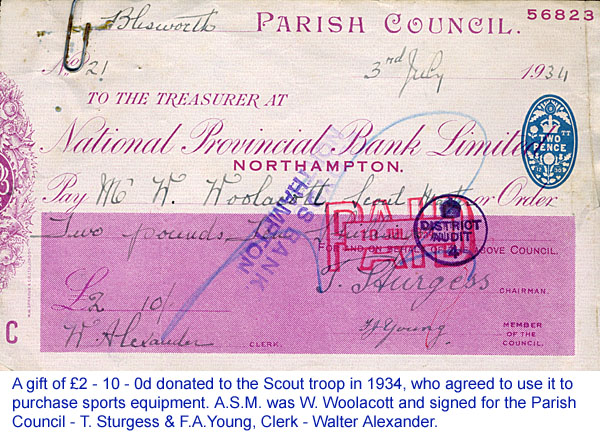 Blisworth PARISH COUNCIL. 56823
No. 21 3rd July 1934
TO THE TREASURER AT
National Provincial Bank Limited
NORTHAMPTON.
TWO PENCE
Pay Mr W. Woolacott Scout or Order
Two pounds
BANK
PAID
10 JUL
DISTRICT AUDIT
4
FOR AND ON BEHALF OF THE ABOVE COUNCIL.
T. Sturgess CHAIRMAN.
£2 10/-
W. Alexander CLERK. F A Young MEMBER OF THE COUNCIL.
C
A gift of £2 - 10 - 0d donated to the Scout troop in 1934, who agreed to use it to
purchase sports equipment. A.S.M. was W. Woolacott and signed for the Parish
Council - T. Sturgess & F.A.Young, Clerk - Walter Alexander.